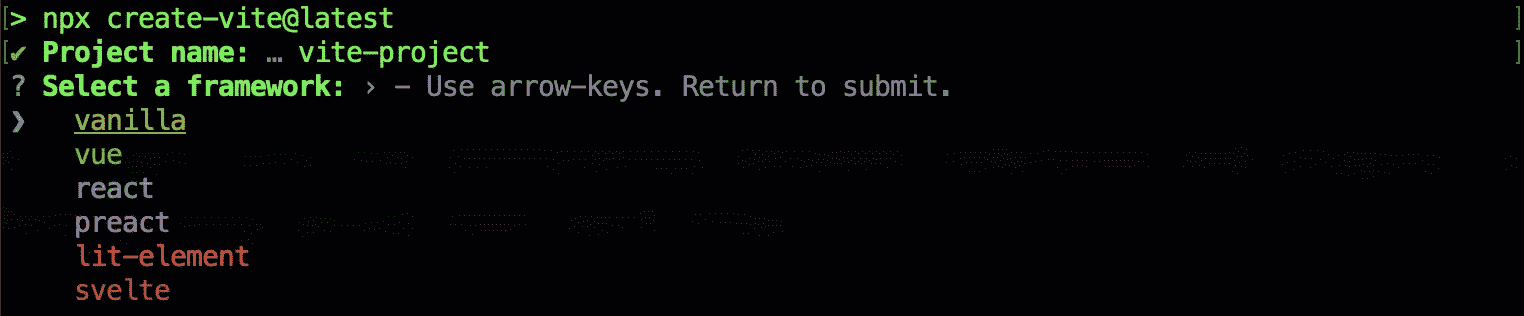 > npx create-vite@latest
✔ Project name: … vite-project
? Select a framework: › - Use arrow-keys. Return to submit.
❯ vanilla
vue
react
preact
lit-element
svelte